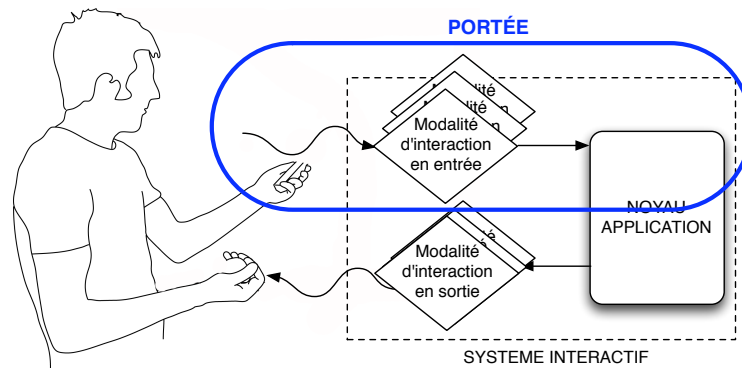 PORTÉE
Modalité
d'interaction
en entrée
NOYAU
APPLICATION
Modalité
d'interaction
en sortie
SYSTEME INTERACTIF